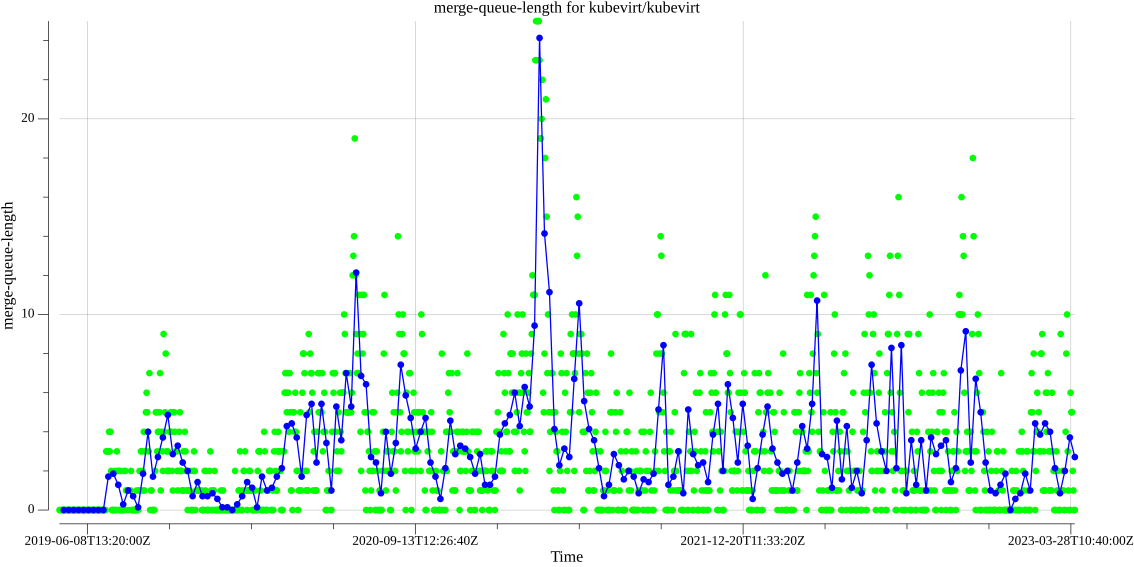 merge-queue-length for kubevirt/kubevirt
merge-queue-length
20
10
0
2019-06-08T13:20:00Z
2020-09-13T12:26:40Z
2021-12-20T11:33:20Z
2023-03-28T10:40:00Z
Time